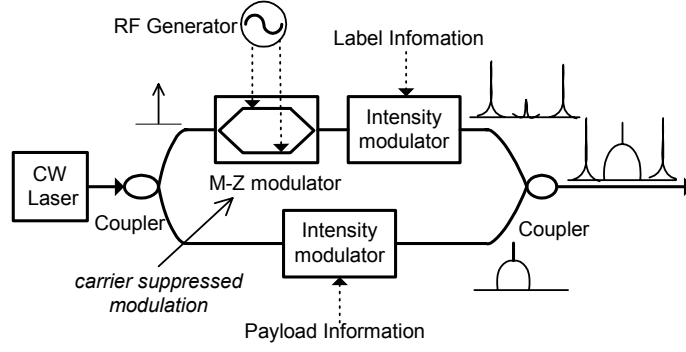 RF Generator
Label Infomation
Intensity
modulator
CW
Laser
M-Z modulator
Coupler
Intensity
modulator
Coupler
carrier suppressed
modulation
Payload Information